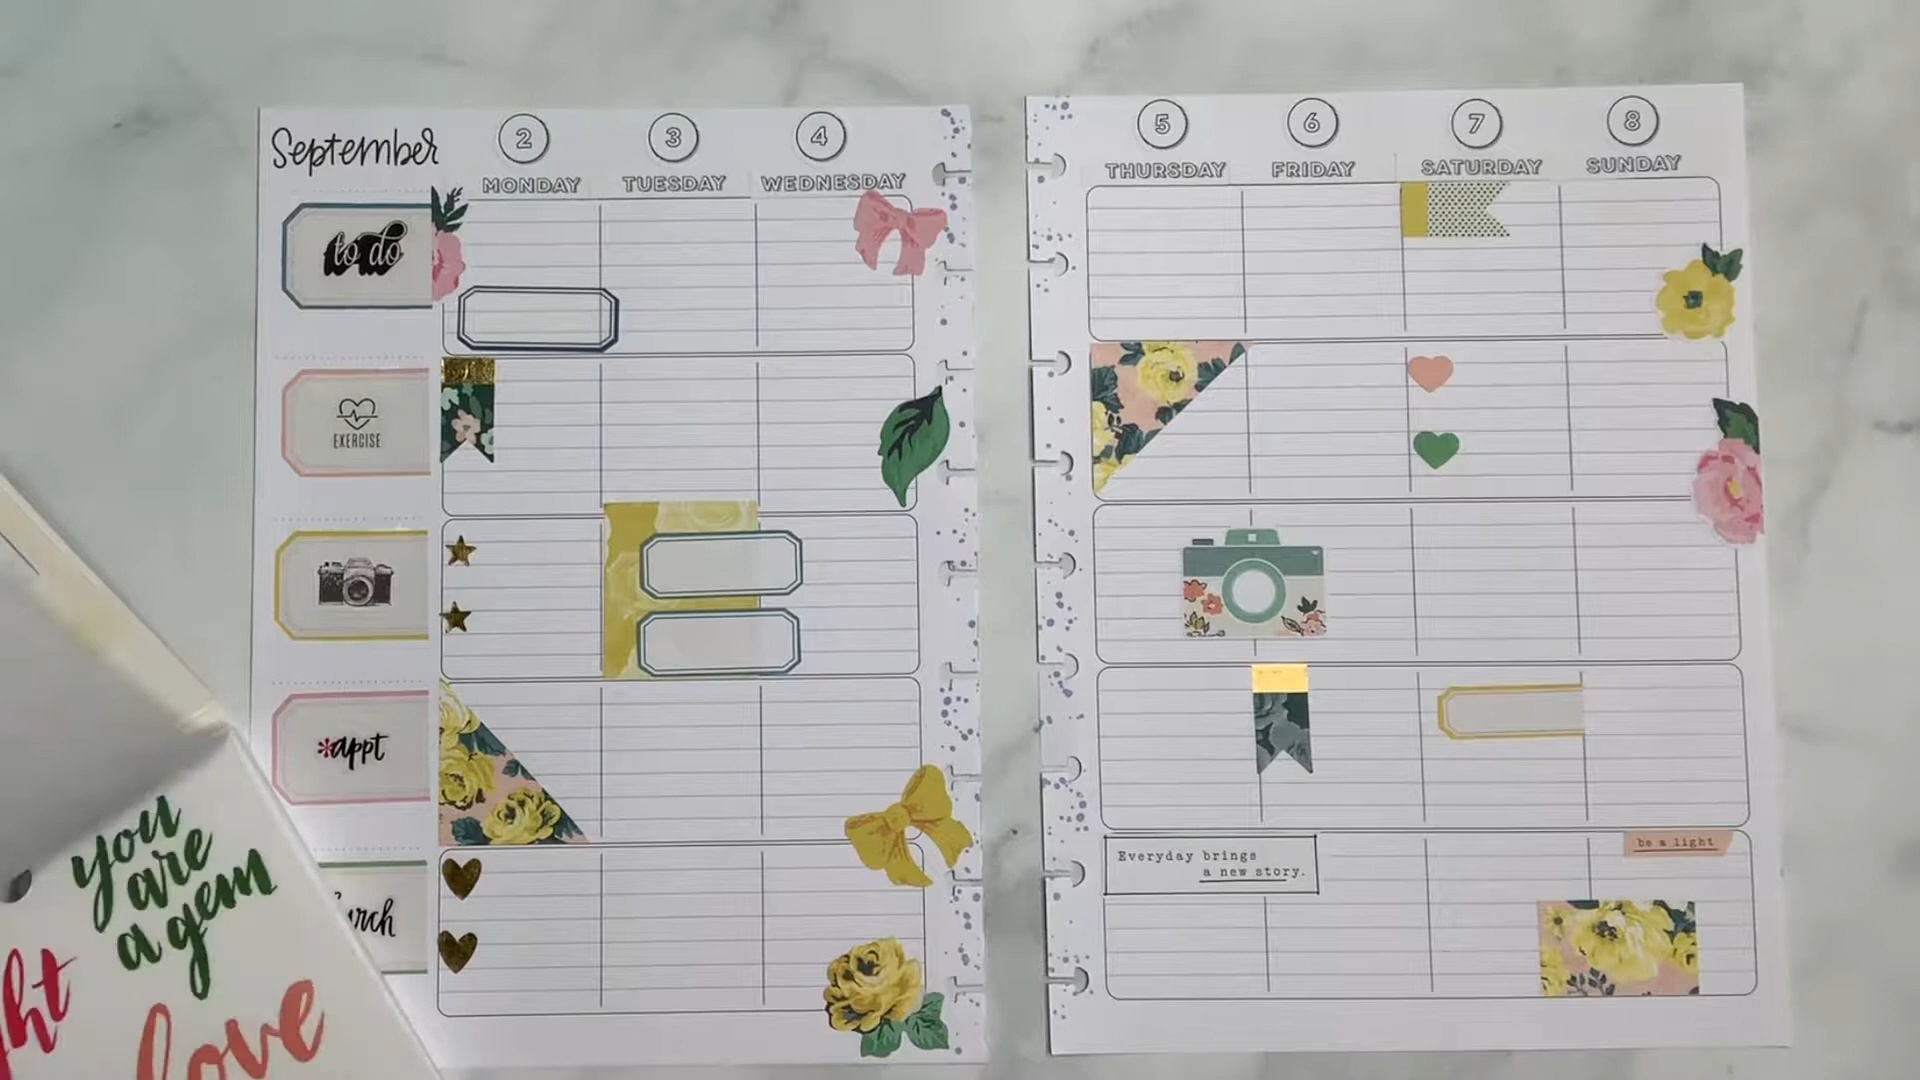 September
2
3
4
MONDAY
TUESDAY
WEDNESDAY
5
6
7
8
THURSDAY
FRIDAY
SATURDAY
SUNDAY
to do
EXERCISE
*appt
Everyday brings
a new story.
be a light
you
are
a gem
love